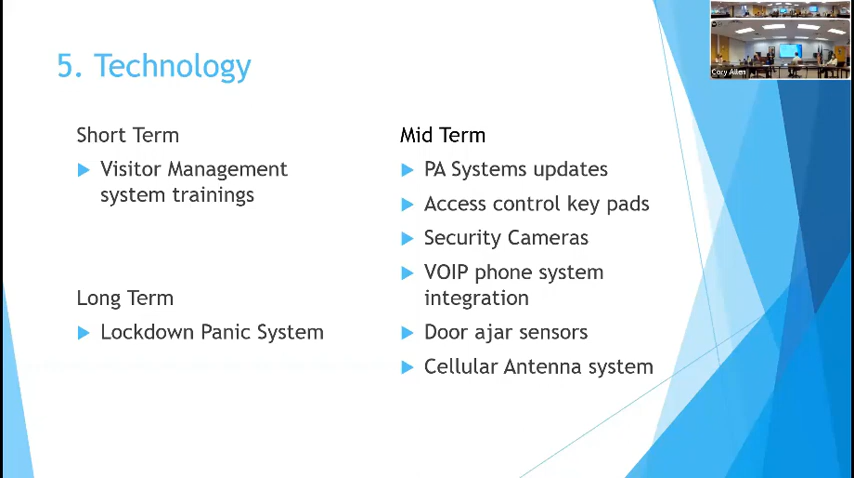 5. Technology
Short Term
Visitor Management
system trainings
Long Term
Lockdown Panic System
Mid Term
PA Systems updates
Access control key pads
Security Cameras
VOIP phone system
integration
Door ajar sensors
Cellular Antenna system
Cory Allen